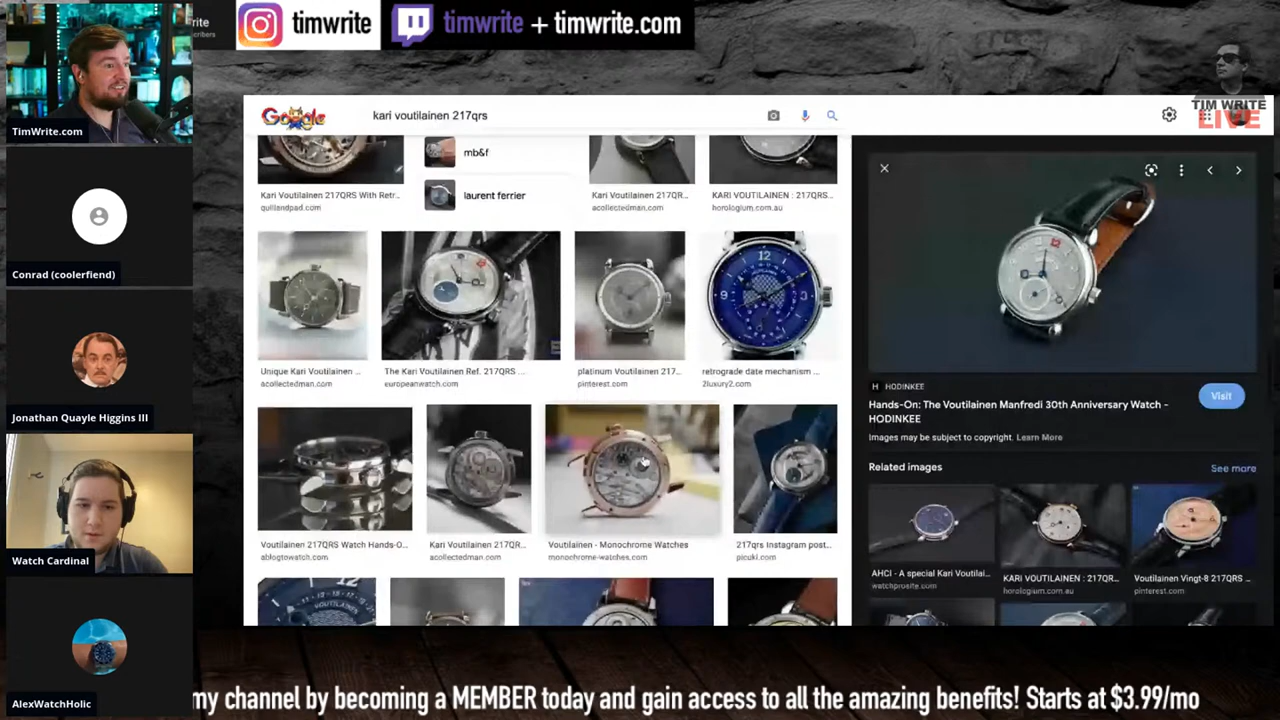 rite
scribers
timwrite
timwrite + timwrite.com
TimWrite.com
Conrad (coolerfiend)
Jonathan Quayle Higgins III
Watch Cardinal
AlexWatchHolic
TIM WRITE
LIVE
Google
kari voutilainen 217qrs
mb&f
laurent ferrier
Kari Voutilainen 217QRS With Retr...
quillandpad.com
Kari Voutilainen 217QR...
acollectedman.com
KARI VOUTILAINEN : 217QRS...
horologium.com.au
Unique Kari Voutilainen ...
acollectedman.com
The Kari Voutilainen Ref. 217QRS ...
europeanwatch.com
platinum Voutilainen 217...
pinterest.com
retrograde date mechanism ...
2luxury2.com
Voutilainen 217QRS Watch Hands-O...
ablogtowatch.com
Kari Voutilainen 217QR...
acollectedman.com
Voutilainen - Monochrome Watches
monochrome-watches.com
217qrs Instagram post...
picuki.com
H HODINKEE
Hands-On: The Voutilainen Manfredi 30th Anniversary Watch -
HODINKEE
Visit
Images may be subject to copyright. Learn More
Related images
See more
AHCI - A special Kari Voutilai...
watchprosite.com
KARI VOUTILAINEN : 217QR...
horologium.com.au
Voutilainen Vingt-8 217QRS ...
pinterest.com
my channel by becoming a MEMBER today and gain access to all the amazing benefits! Starts at $3.99/mo